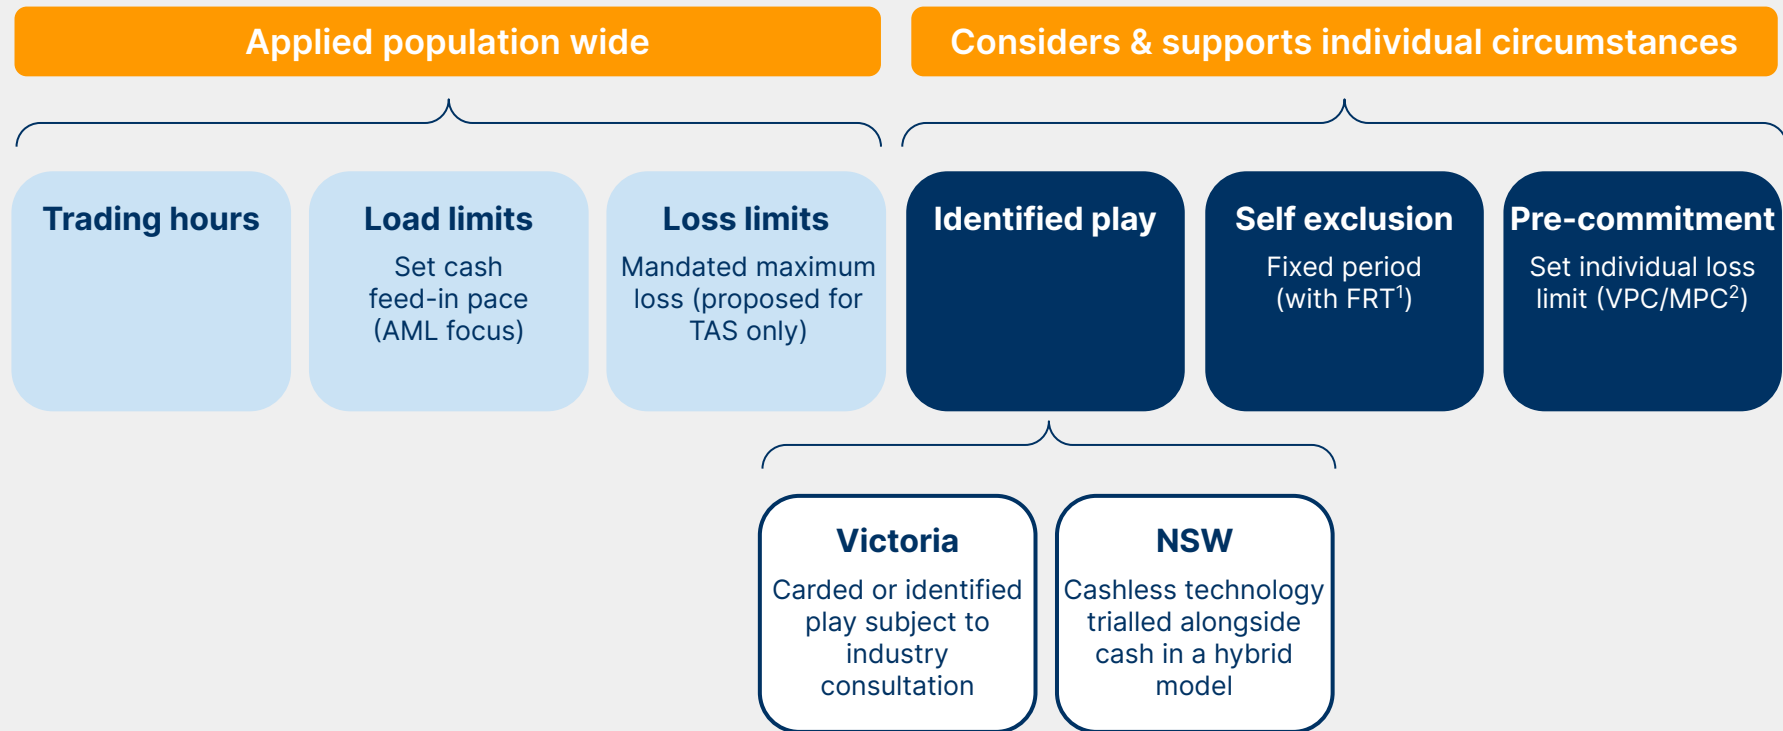 Applied population wide
Considers & supports individual circumstances
Trading hours
Load limits
Set cash
feed-in pace
(AML focus)
Loss limits
Mandated maximum
loss (proposed for
TAS only)
Identified play
Self exclusion
Fixed period
(with FRT¹)
Pre-commitment
Set individual loss
limit (VPC/MPC²)
Victoria
Carded or identified
play subject to
industry
consultation
NSW
Cashless technology
trialled alongside
cash in a hybrid
model